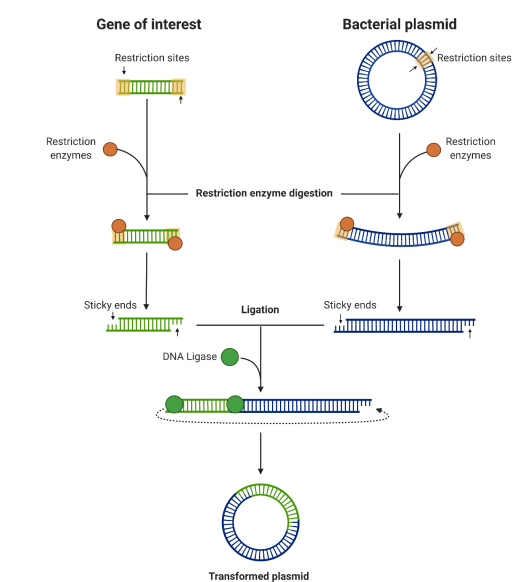 Gene of interest
Bacterial plasmid
Restriction sites
Restriction sites
Restriction
enzymes
Restriction
enzymes
Restriction enzyme digestion
Sticky ends
Ligation
Sticky ends
DNA Ligase
Transformed plasmid